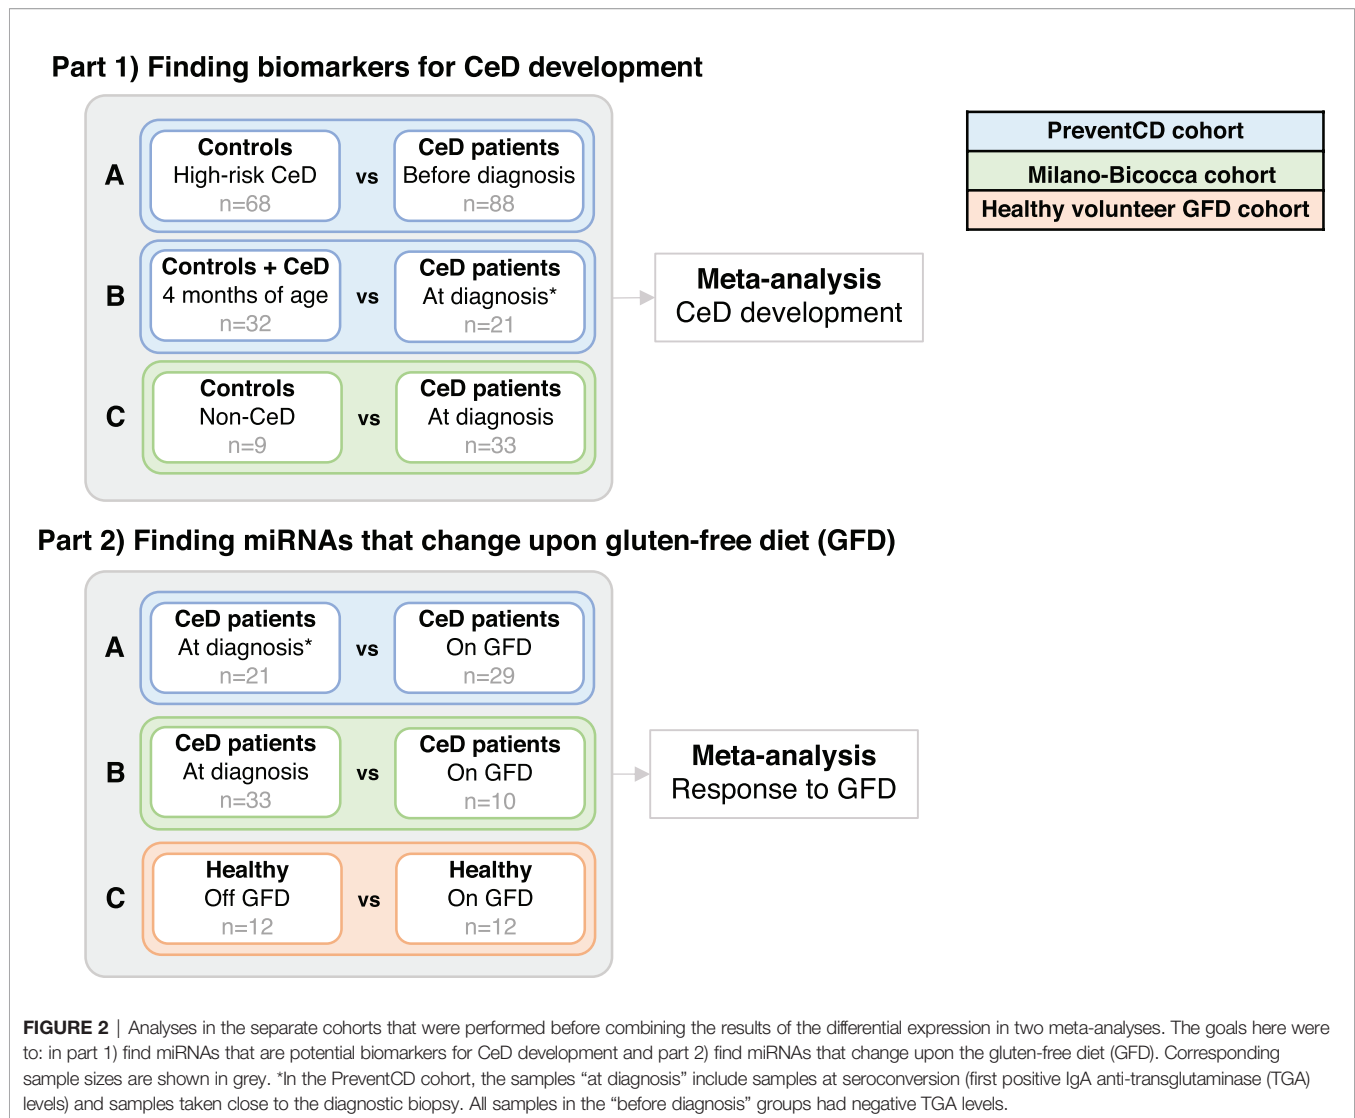 Part 1) Finding biomarkers for CeD development
A
Controls
High-risk CeD
n=68
vs
CeD patients
Before diagnosis
n=88
B
Controls + CeD
4 months of age
n=32
vs
CeD patients
At diagnosis*
n=21
C
Controls
Non-CeD
n=9
vs
CeD patients
At diagnosis
n=33
Meta-analysis
CeD development
PreventCD cohort
Milano-Bicocca cohort
Healthy volunteer GFD cohort
Part 2) Finding miRNAs that change upon gluten-free diet (GFD)
A
CeD patients
At diagnosis*
n=21
vs
CeD patients
On GFD
n=29
B
CeD patients
At diagnosis
n=33
vs
CeD patients
On GFD
n=10
C
Healthy
Off GFD
n=12
vs
Healthy
On GFD
n=12
Meta-analysis
Response to GFD
FIGURE 2 | Analyses in the separate cohorts that were performed before combining the results of the differential expression in two meta-analyses. The goals here were
to: in part 1) find miRNAs that are potential biomarkers for CeD development and part 2) find miRNAs that change upon the gluten-free diet (GFD). Corresponding
sample sizes are shown in grey. *In the PreventCD cohort, the samples “at diagnosis” include samples at seroconversion (first positive IgA anti-transglutaminase (TGA)
levels) and samples taken close to the diagnostic biopsy. All samples in the “before diagnosis” groups had negative TGA levels.